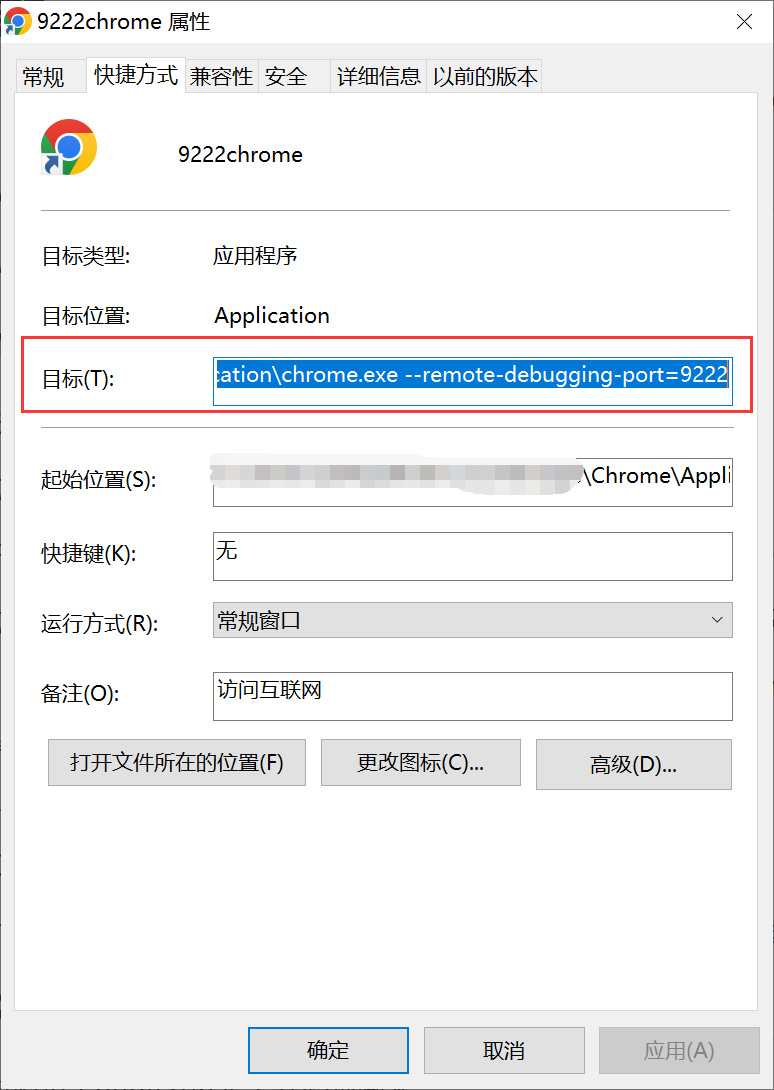 9222chrome 属性
常规 快捷方式 兼容性 安全 详细信息 以前的版本
9222chrome
目标类型: 应用程序
目标位置: Application
目标(T): cation\chrome.exe --remote-debugging-port=9222
起始位置(S): \Chrome\Appli
快捷键(K): 无
运行方式(R): 常规窗口
备注(O): 访问互联网
打开文件所在的位置(F) 更改图标(C)... 高级(D)...
确定 取消 应用(A)